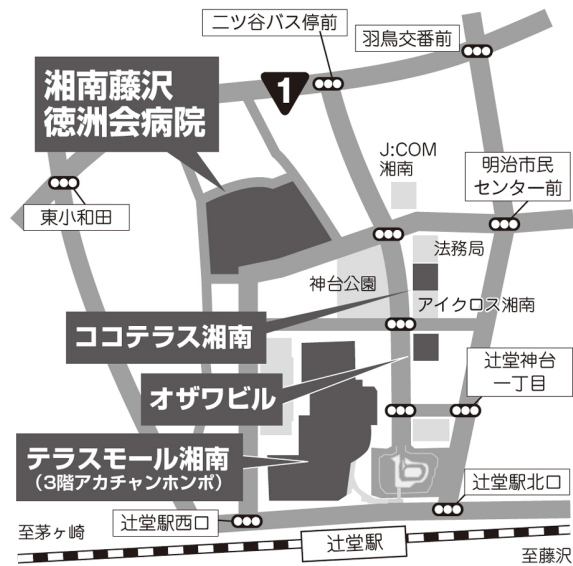 二ツ谷バス停前
羽鳥交番前
1
湘南藤沢
徳洲会病院
J:COM
湘南
明治市民
センター前
東小和田
法務局
神台公園
アイクロス湘南
ココテラス湘南
辻堂神台
一丁目
オザワビル
テラスモール湘南
(3階アカチャンホンポ)
辻堂駅北口
辻堂駅西口
至茅ヶ崎
辻堂駅
至藤沢